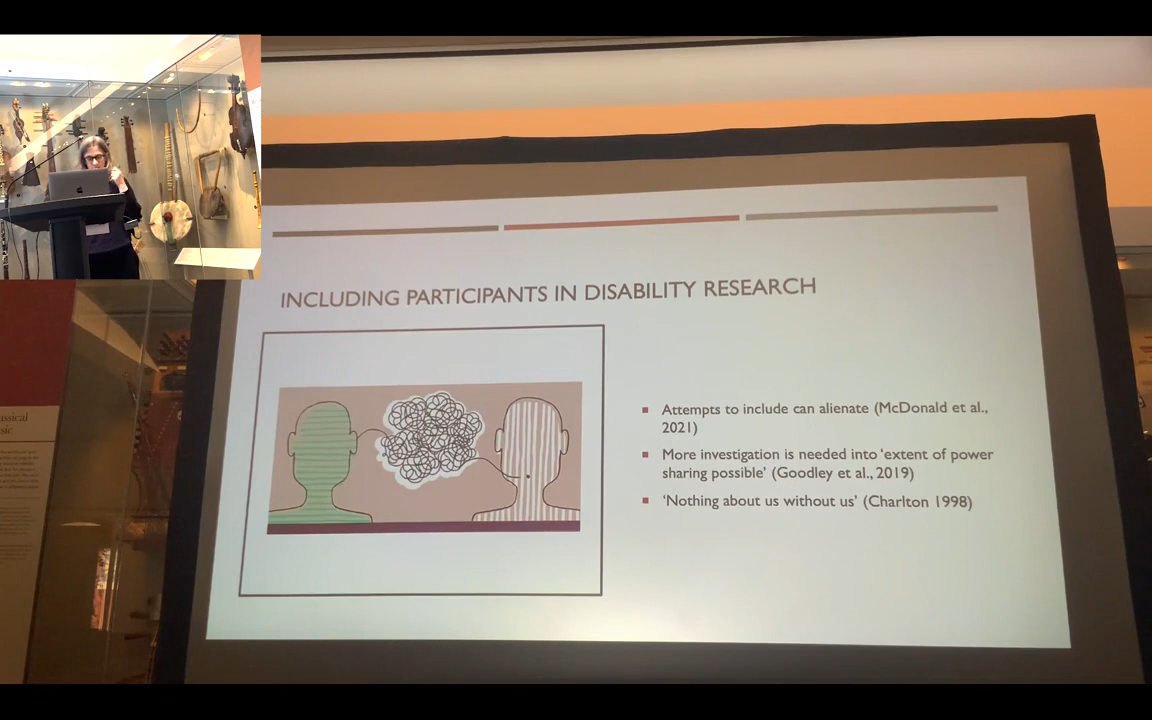 INCLUDING PARTICIPANTS IN DISABILITY RESEARCH
Attempts to include can alienate (McDonald et al.,
2021)
More investigation is needed into ‘extent of power
sharing possible’ (Goodley et al., 2019)
‘Nothing about us without us’ (Charlton 1998)